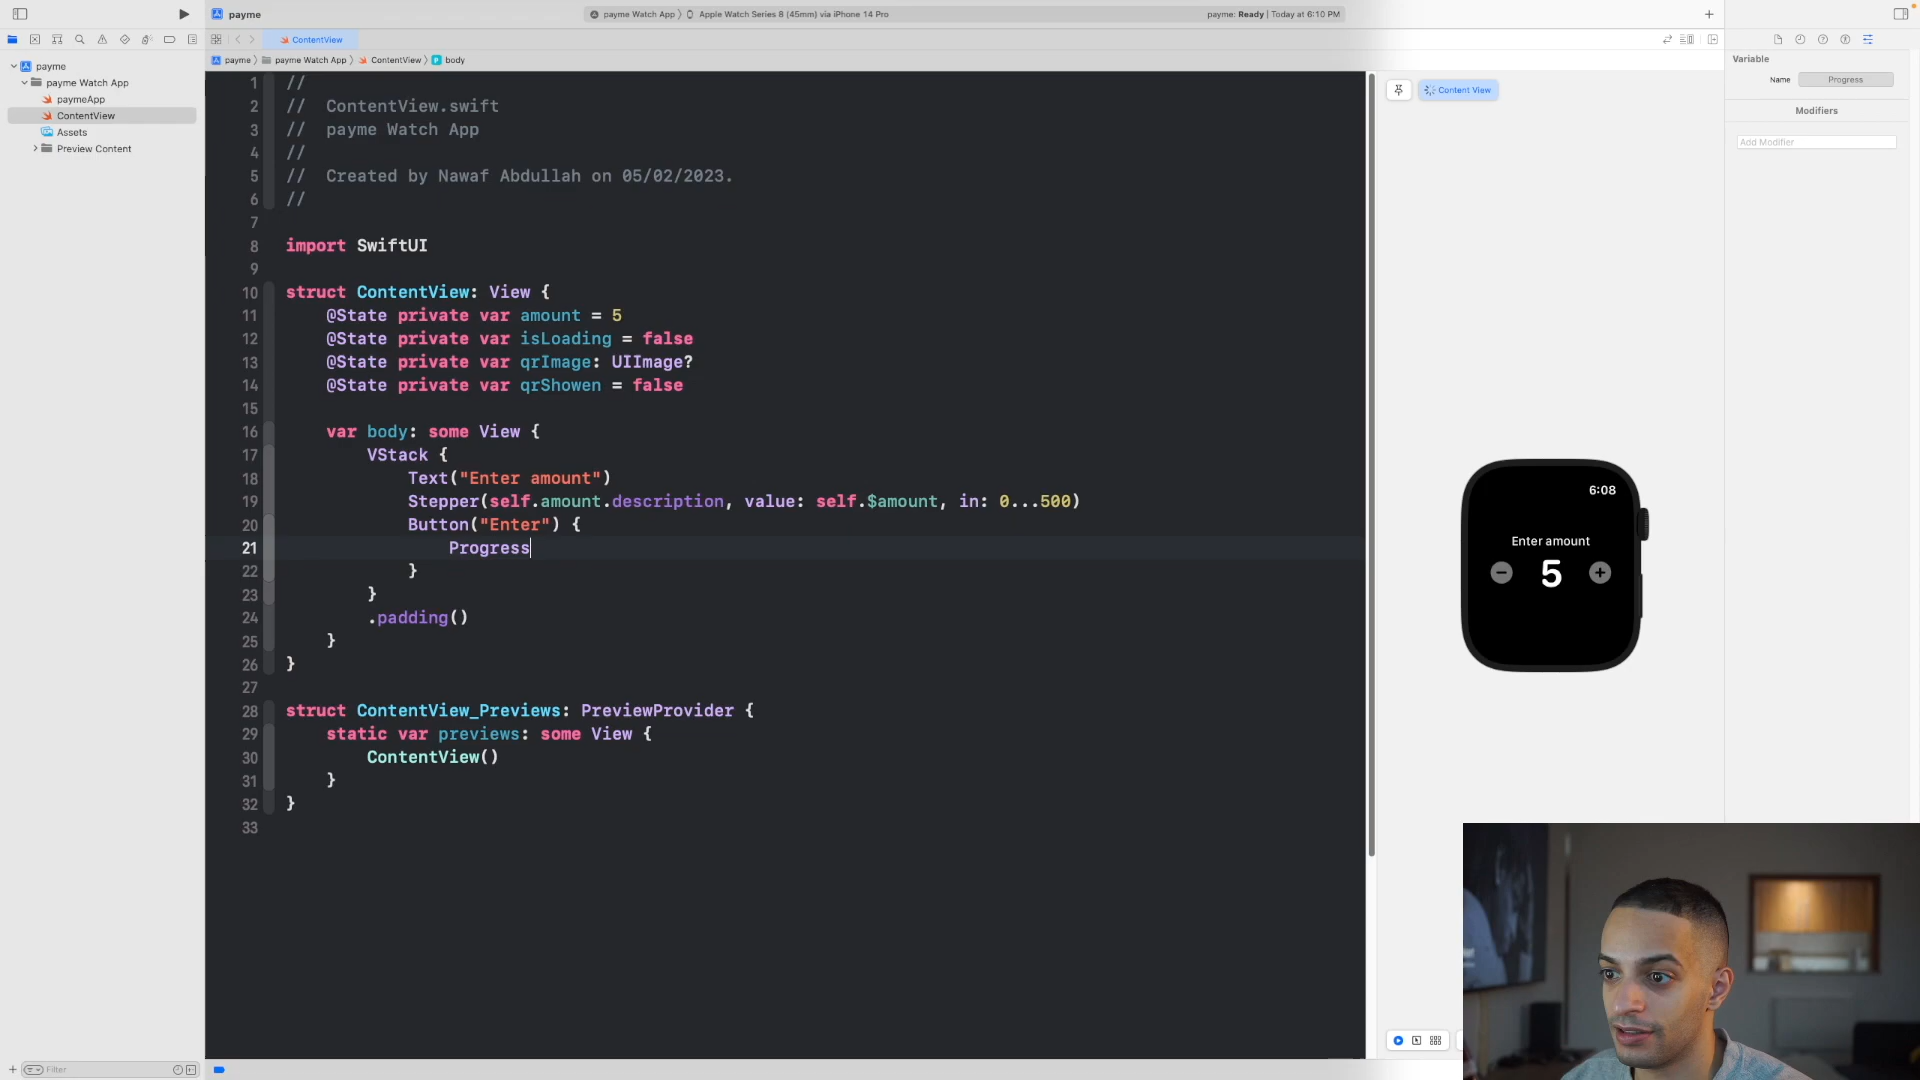 payme
payme Watch App
Apple Watch Series 8 (45mm) via iPhone 14 Pro
payme: Ready | Today at 6:10 PM
ContentView
payme
payme Watch App
ContentView
body
payme
payme Watch App
paymeApp
ContentView
Assets
Preview Content
1 //
2 // ContentView.swift
3 // payme Watch App
4 //
5 // Created by Nawaf Abdullah on 05/02/2023.
6 //
7
8 import SwiftUI
9
10 struct ContentView: View {
11 @State private var amount = 5
12 @State private var isLoading = false
13 @State private var qrImage: UIImage?
14 @State private var qrShowen = false
15
16 var body: some View {
17 VStack {
18 Text("Enter amount")
19 Stepper(self.amount.description, value: self.$amount, in: 0...500)
20 Button("Enter") {
21 Progress
22 }
23 }
24 .padding()
25 }
26 }
27
28 struct ContentView_Previews: PreviewProvider {
29 static var previews: some View {
30 ContentView()
31 }
32 }
33
Content View
6:08
Enter amount
5
Variable
Name Progress
Modifiers
Add Modifier
Filter